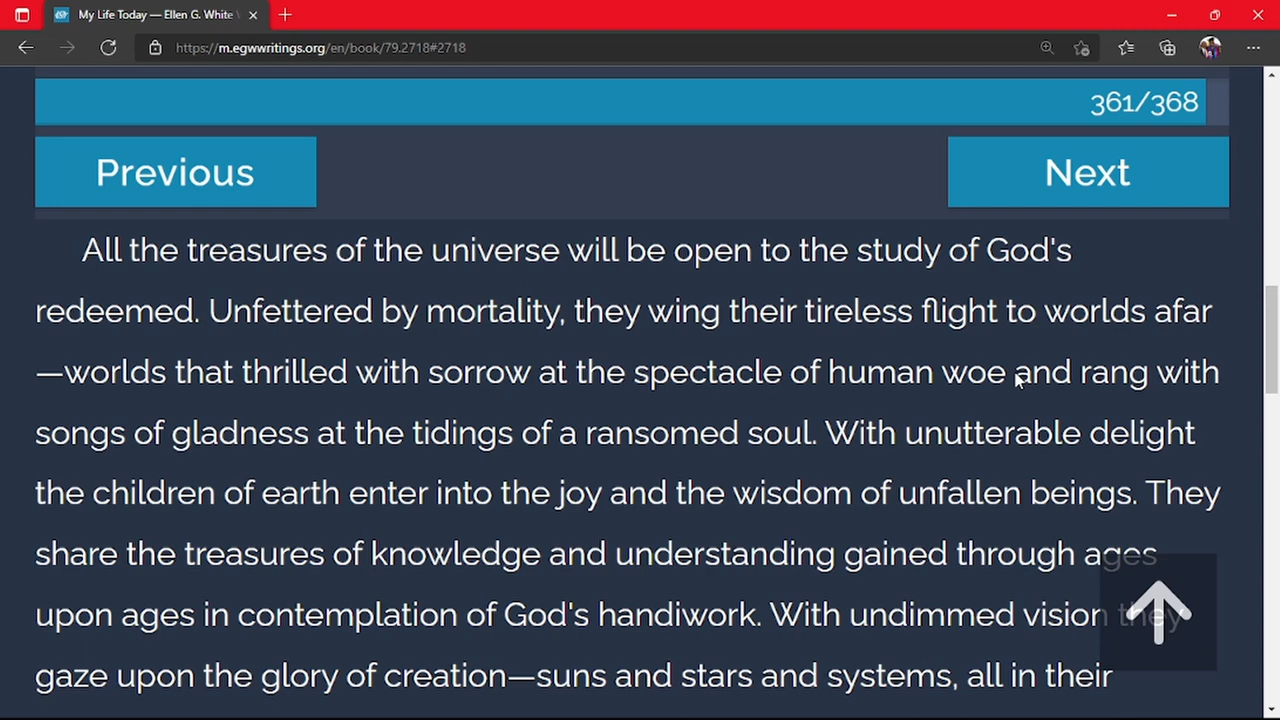 My Life Today — Ellen G. White
https://m.egwwritings.org/en/book/79.2718#2718
361/368
Previous
Next
All the treasures of the universe will be open to the study of God's
redeemed. Unfettered by mortality, they wing their tireless flight to worlds afar
—worlds that thrilled with sorrow at the spectacle of human woe and rang with
songs of gladness at the tidings of a ransomed soul. With unutterable delight
the children of earth enter into the joy and the wisdom of unfallen beings. They
share the treasures of knowledge and understanding gained through ages
upon ages in contemplation of God's handiwork. With undimmed vision they
gaze upon the glory of creation—suns and stars and systems, all in their